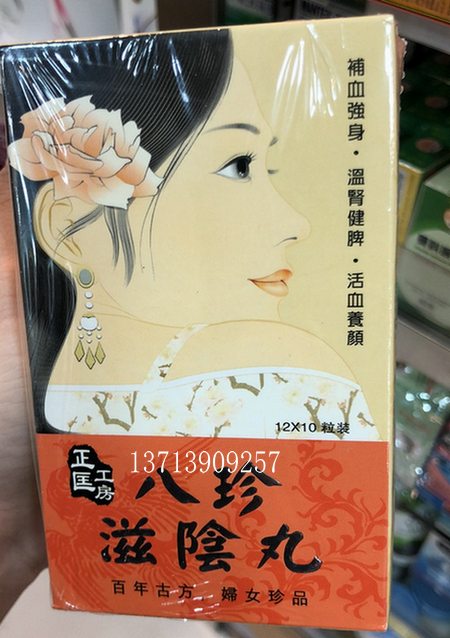 補血強身·溫腎健脾·活血養顏
12X10 粒装
正匡
工房
13713909257
八珍
滋陰丸
百年古方，婦女珍品